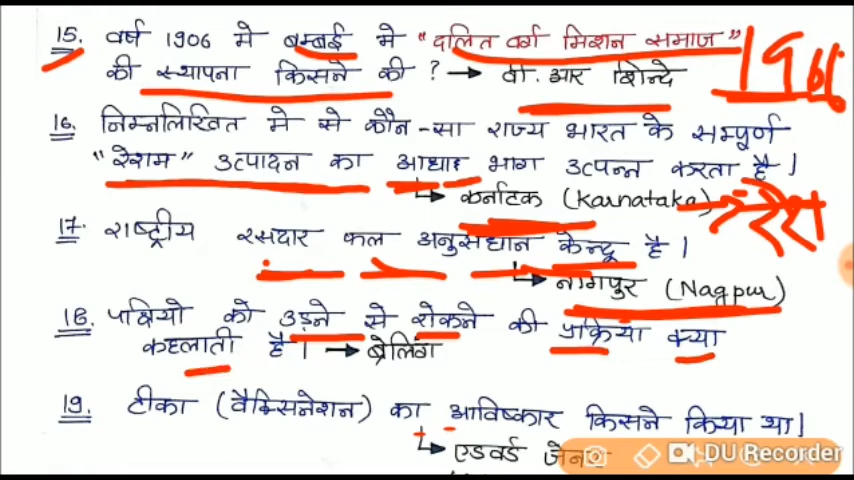 15. वर्ष 1906 मे बम्बई मे "दलित वर्ग मिशन समाज"
की स्थापना किसने की ? → वी. आर शिन्दे
1906
16. निम्नलिखित मे से कौन-सा राज्य भारत के सम्पूर्ण
"रेशम" उत्पादन का आधा भाग उत्पन्न करता है।
कर्नाटक (Karnataka)
17. राष्ट्रीय रसदार फल अनुसंधान केन्द्र है।
नागपुर (Nagpur)
18. पक्षियो को उड़ने से रोकने की प्रक्रिया क्या
कहलाती है। → ब्रेलिंग
19. टीका (वैक्सिनेशन) का आविष्कार किसने किया था।
एडवर्ड
DU Recorder